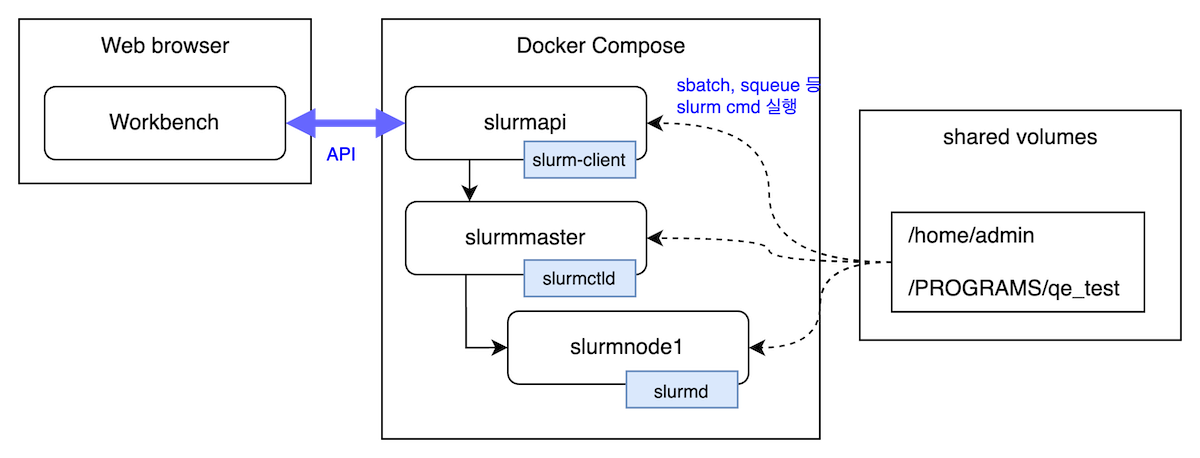 Web browser
Workbench
API
Docker Compose
sbatch, squeue 등
slurm cmd 실행
slurmapi
slurm-client
slurmmaster
slurmctld
slurmnode1
slurmd
shared volumes
/home/admin
/PROGRAMS/qe_test